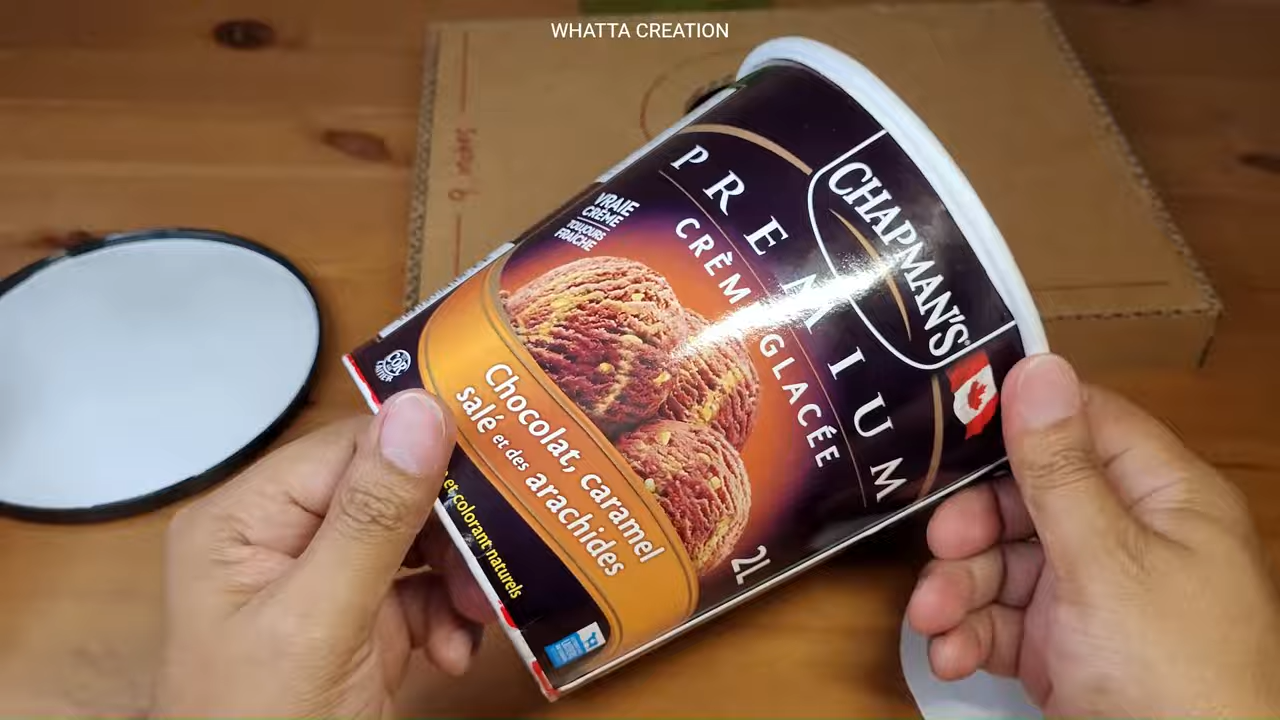 WHATTA CREATION
CHAPMAN'S
PREMIUM
CRÈME GLACÉE
VRAIE
CRÈME
TOUJOURS
FRAÎCHE
Chocolat, caramel
salé et des arachides
et colorant naturels
2L
COR